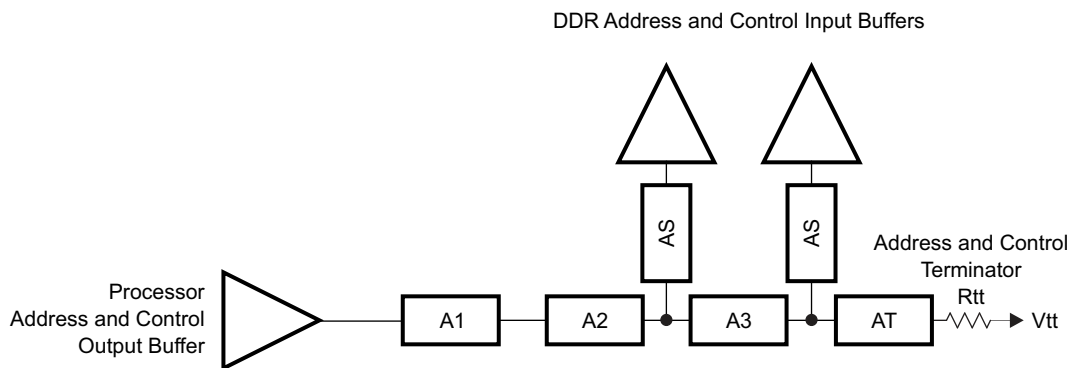 DDR Address and Control Input Buffers
AS
AS
Processor
Address and Control
Output Buffer
A1
A2
A3
AT
Address and Control
Terminator
Rtt
Vtt